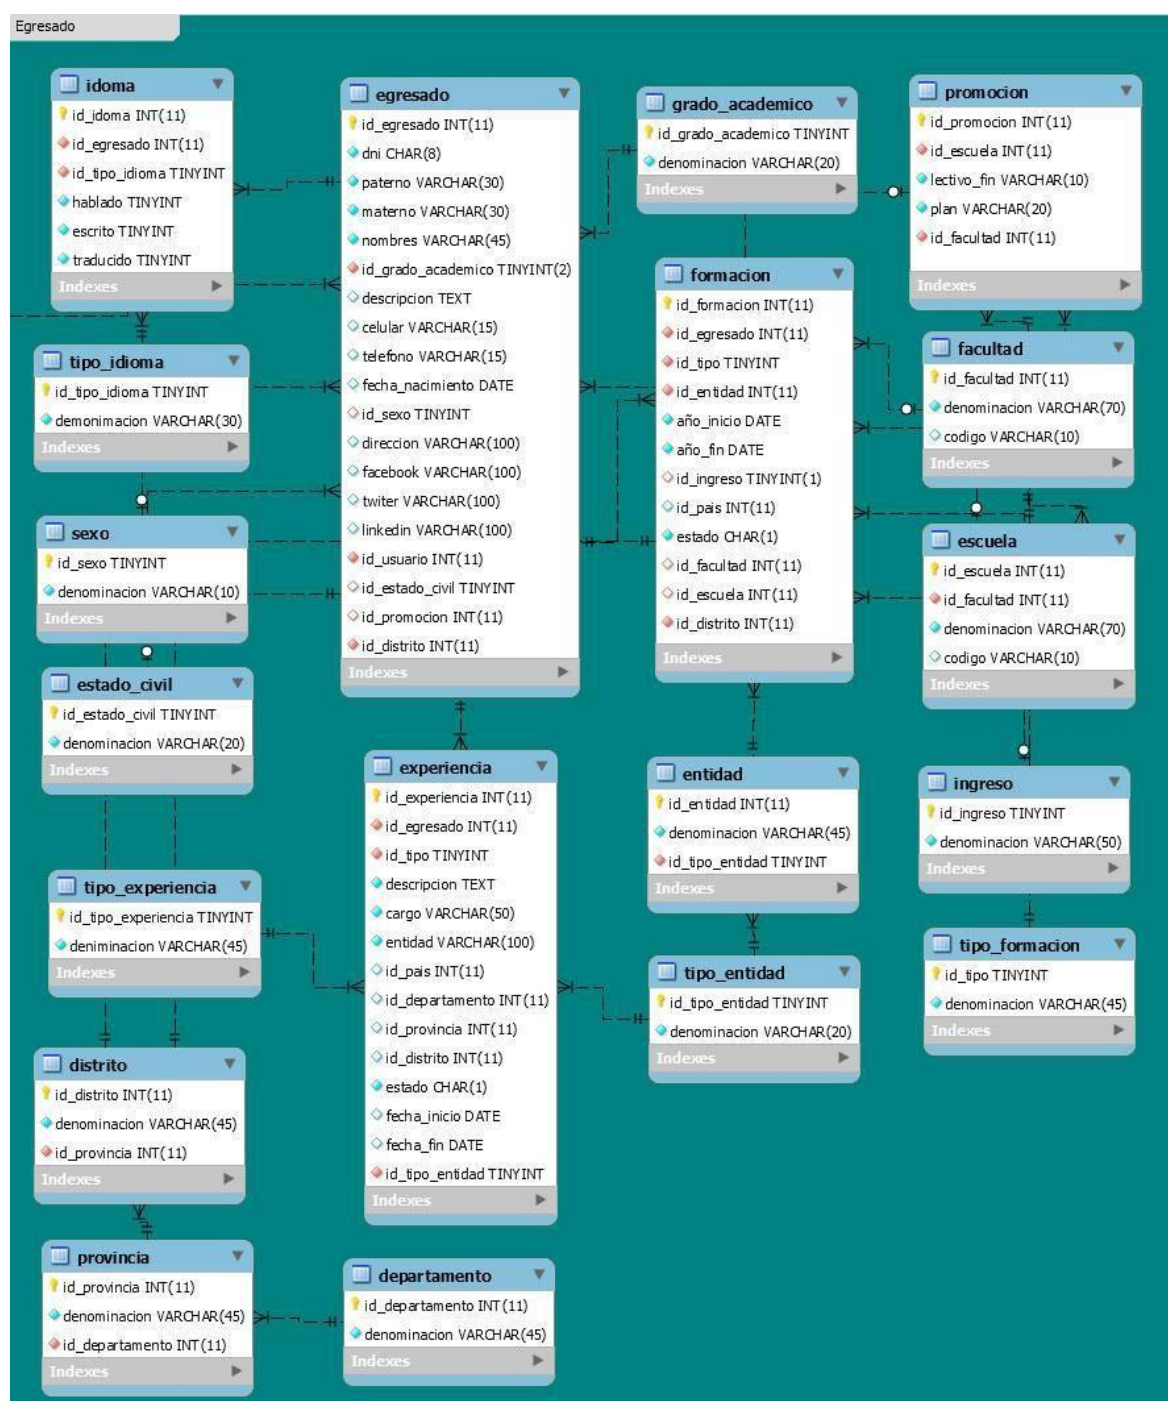 Egresado
idoma
id_idoma INT(11)
id_egresado INT(11)
id_tipo_idioma TINYINT
hablado TINYINT
escrito TINYINT
traducido TINYINT
Indexes
tipo_idioma
id_tipo_idioma TINYINT
demonimacion VARCHAR(30)
Indexes
sexo
id_sexo TINYINT
denominacion VARCHAR(10)
Indexes
estado_civil
id_estado_civil TINYINT
denominacion VARCHAR(20)
Indexes
tipo_experiencia
id_tipo_experiencia TINYINT
deniminacion VARCHAR(45)
Indexes
distrito
id_distrito INT(11)
denominacion VARCHAR(45)
id_provincia INT(11)
Indexes
provincia
id_provincia INT(11)
denominacion VARCHAR(45)
id_departamento INT(11)
Indexes
egresado
id_egresado INT(11)
dni CHAR(8)
paterno VARCHAR(30)
materno VARCHAR(30)
nombres VARCHAR(45)
id_grado_academico TINYINT(2)
descripcion TEXT
celular VARCHAR(15)
telefono VARCHAR(15)
fecha_nacimiento DATE
id_sexo TINYINT
direccion VARCHAR(100)
facebook VARCHAR(100)
twiter VARCHAR(100)
linkedin VARCHAR(100)
id_usuario INT(11)
id_estado_civil TINYINT
id_promocion INT(11)
id_distrito INT(11)
Indexes
experiencia
id_experiencia INT(11)
id_egresado INT(11)
id_tipo TINYINT
descripcion TEXT
cargo VARCHAR(50)
entidad VARCHAR(100)
id_pais INT(11)
id_departamento INT(11)
id_provincia INT(11)
id_distrito INT(11)
estado CHAR(1)
fecha_inicio DATE
fecha_fin DATE
id_tipo_entidad TINYINT
Indexes
departamento
id_departamento INT(11)
denominacion VARCHAR(45)
Indexes
grado_academico
id_grado_academico TINYINT
denominacion VARCHAR(20)
Indexes
formacion
id_formacion INT(11)
id_egresado INT(11)
id_tipo TINYINT
id_entidad INT(11)
año_inicio DATE
año_fin DATE
id_ingreso TINYINT(1)
id_pais INT(11)
estado CHAR(1)
id_facultad INT(11)
id_escuela INT(11)
id_distrito INT(11)
Indexes
entidad
id_entidad INT(11)
denominacion VARCHAR(45)
id_tipo_entidad TINYINT
Indexes
tipo_entidad
id_tipo_entidad TINYINT
denominacion VARCHAR(20)
Indexes
promocion
id_promocion INT(11)
id_escuela INT(11)
lectivo_fin VARCHAR(10)
plan VARCHAR(20)
id_facultad INT(11)
Indexes
facultad
id_facultad INT(11)
denominacion VARCHAR(70)
codigo VARCHAR(10)
Indexes
escuela
id_escuela INT(11)
id_facultad INT(11)
denominacion VARCHAR(70)
codigo VARCHAR(10)
Indexes
ingreso
id_ingreso TINYINT
denominacion VARCHAR(50)
Indexes
tipo_formacion
id_tipo TINYINT
denominacion VARCHAR(45)
Indexes